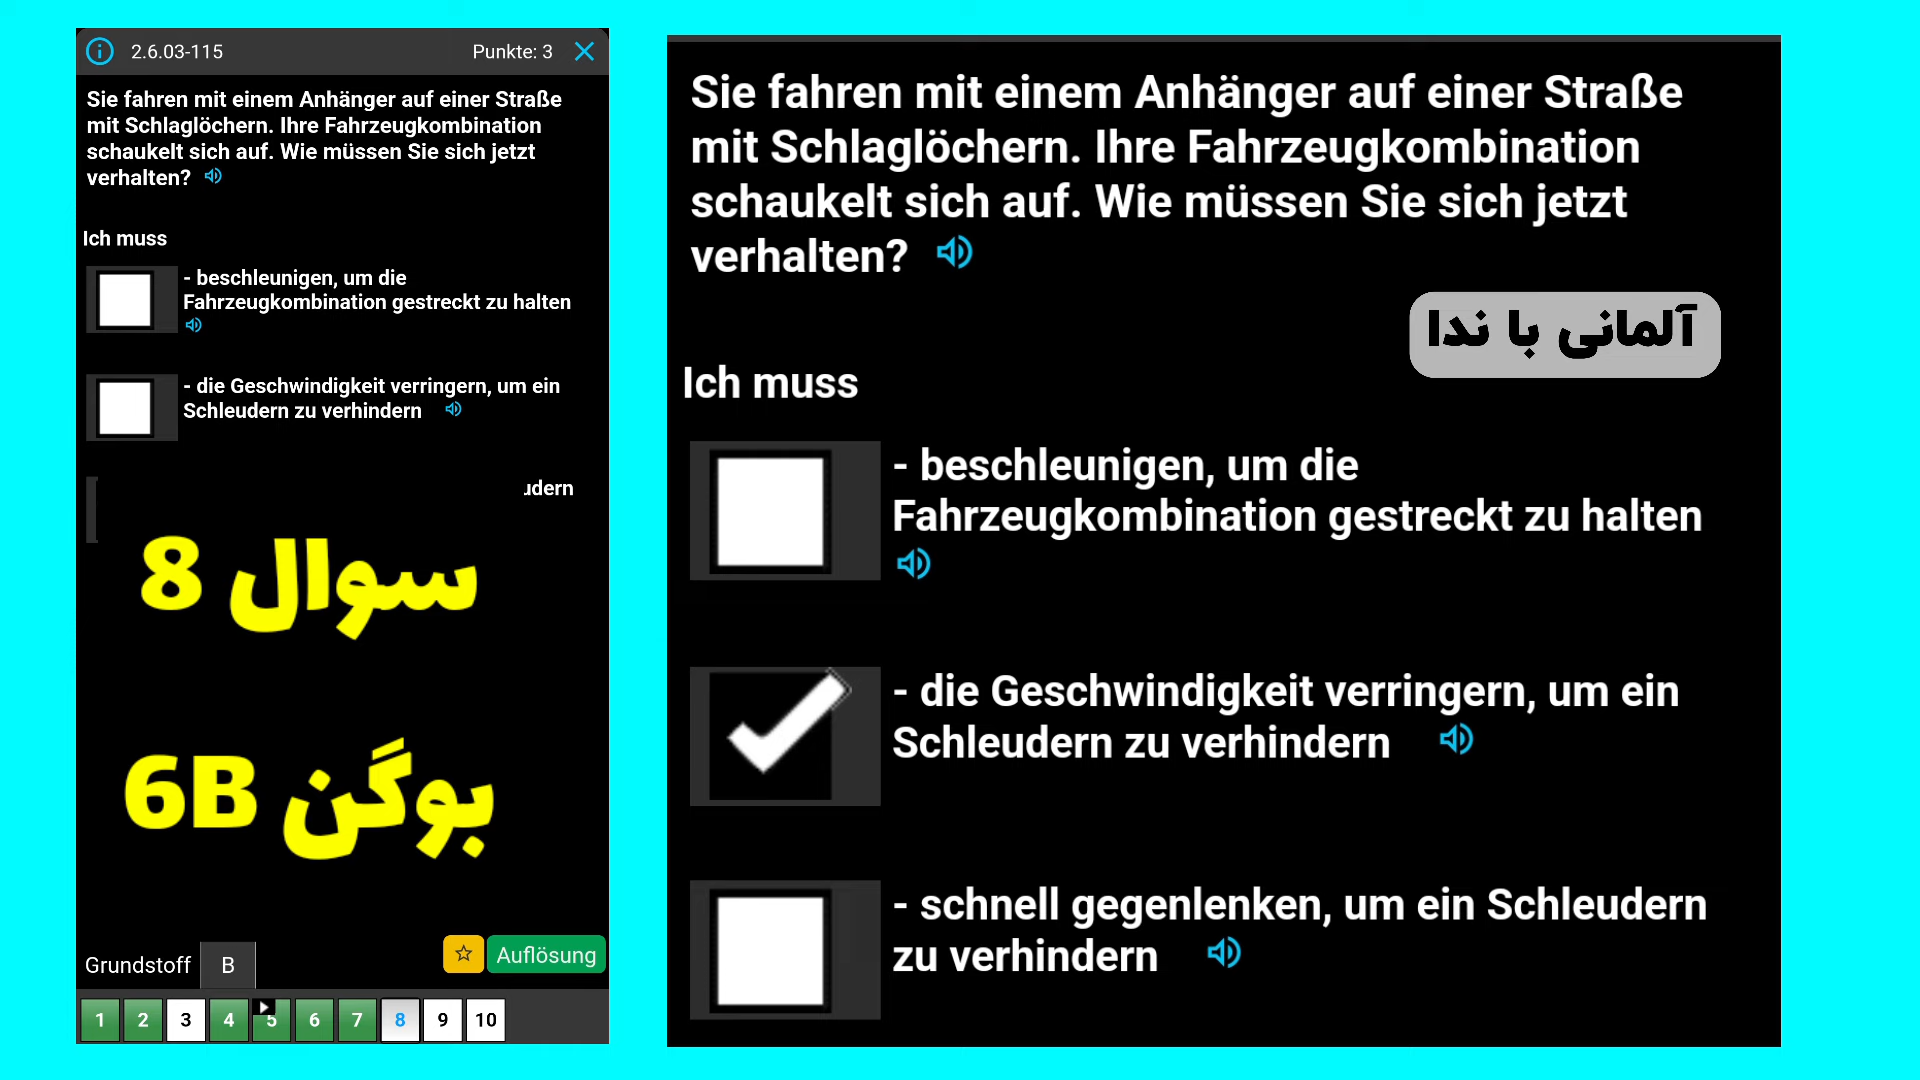 2.6.03-115
Punkte: 3
Sie fahren mit einem Anhänger auf einer Straße
mit Schlaglöchern. Ihre Fahrzeugkombination
schaukelt sich auf. Wie müssen Sie sich jetzt
verhalten?
Ich muss
- beschleunigen, um die
Fahrzeugkombination gestreckt zu halten
- die Geschwindigkeit verringern, um ein
Schleudern zu verhindern
سوال 8
بوگن 6B
Grundstoff
B
Auflösung
1 2 3 4 5 6 7 8 9 10
Sie fahren mit einem Anhänger auf einer Straße
mit Schlaglöchern. Ihre Fahrzeugkombination
schaukelt sich auf. Wie müssen Sie sich jetzt
verhalten?
آلمانی با ندا
Ich muss
- beschleunigen, um die
Fahrzeugkombination gestreckt zu halten
- die Geschwindigkeit verringern, um ein
Schleudern zu verhindern
- schnell gegenlenken, um ein Schleudern
zu verhindern